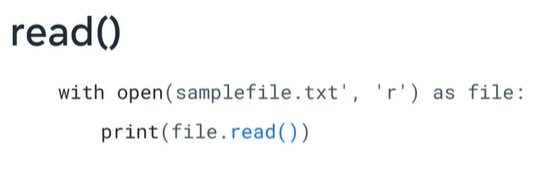 read()
with open(samplefile.txt', 'r') as file:
print(file.read())